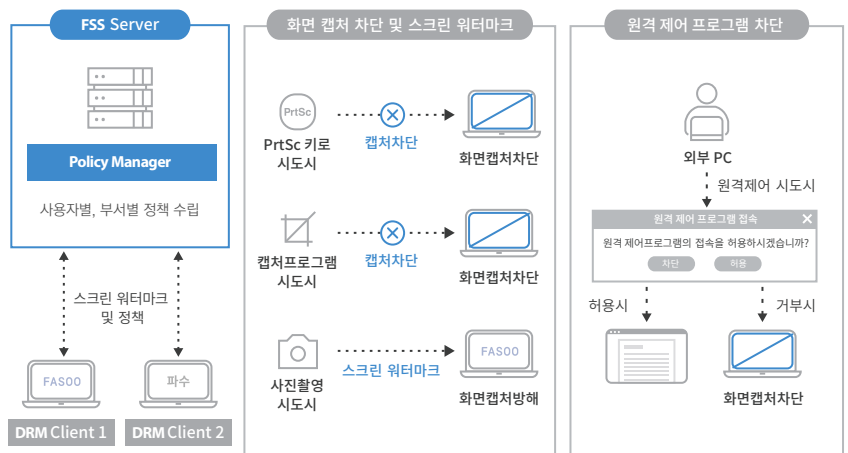 FSS Server
Policy Manager
사용자별, 부서별 정책 수립
스크린 워터마크
및 정책
FASOO
파수
DRM Client 1
DRM Client 2
화면 캡처 차단 및 스크린 워터마크
PrtSc
PrtSc 키로
시도시
캡처차단
화면캡처차단
캡처프로그램
시도시
캡처차단
화면캡처차단
사진촬영
시도시
스크린 워터마크
FASOO
화면캡처방해
원격 제어 프로그램 차단
외부 PC
원격제어 시도시
원격 제어 프로그램 접속
원격 제어프로그램의 접속을 허용하시겠습니까?
차단
허용
허용시
거부시
화면캡처차단